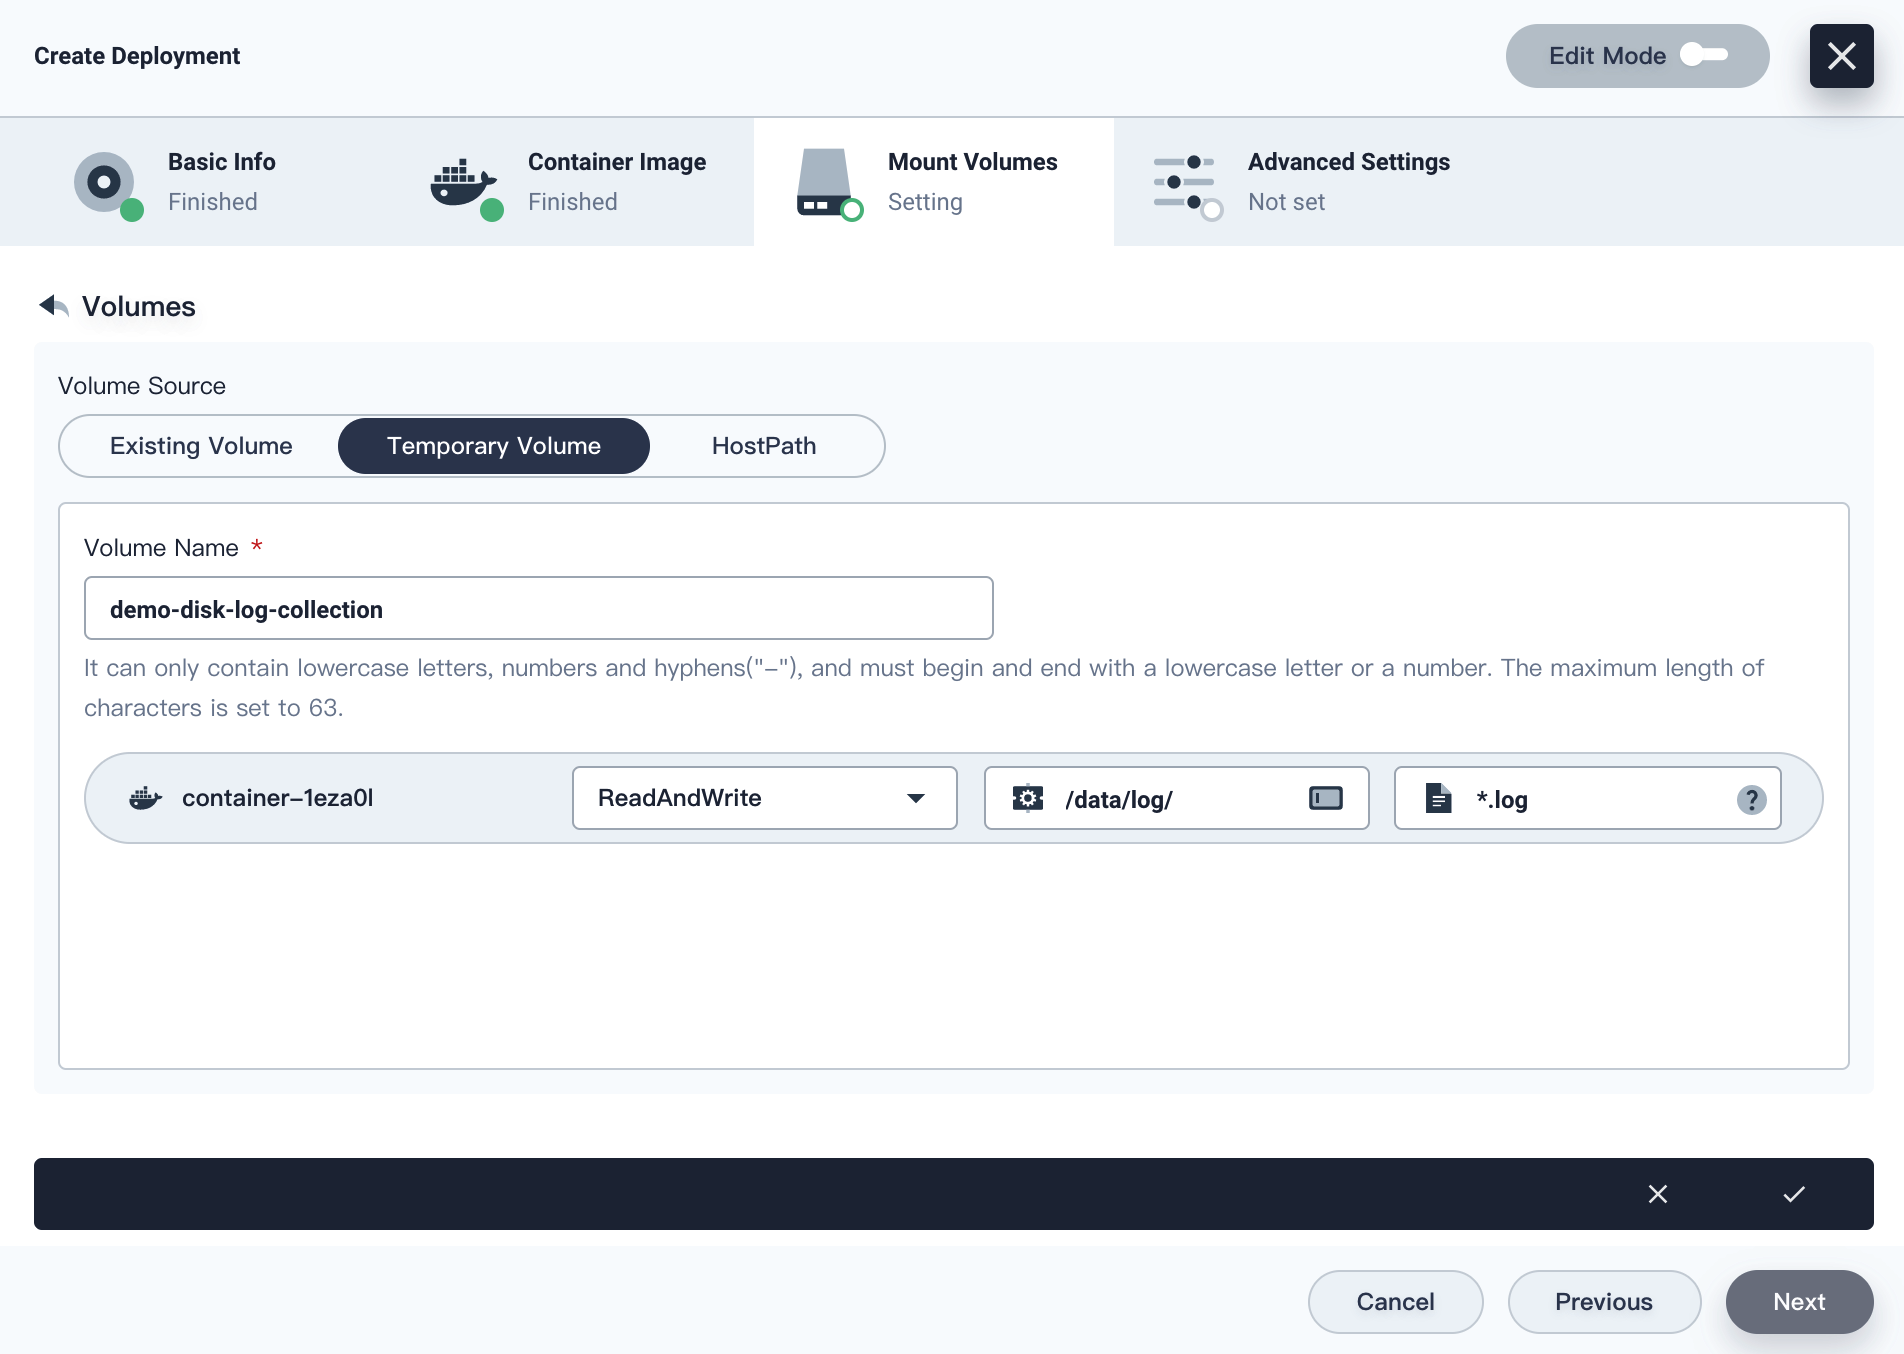 Create Deployment
Edit Mode
Basic Info
Finished
Container Image
Finished
Mount Volumes
Setting
Advanced Settings
Not set
Volumes
Volume Source
Existing Volume
Temporary Volume
HostPath
Volume Name *
demo-disk-log-collection
It can only contain lowercase letters, numbers and hyphens("-"), and must begin and end with a lowercase letter or a number. The maximum length of
characters is set to 63.
container-1eza0l
ReadAndWrite
/data/log/
*.log
?
Cancel
Previous
Next